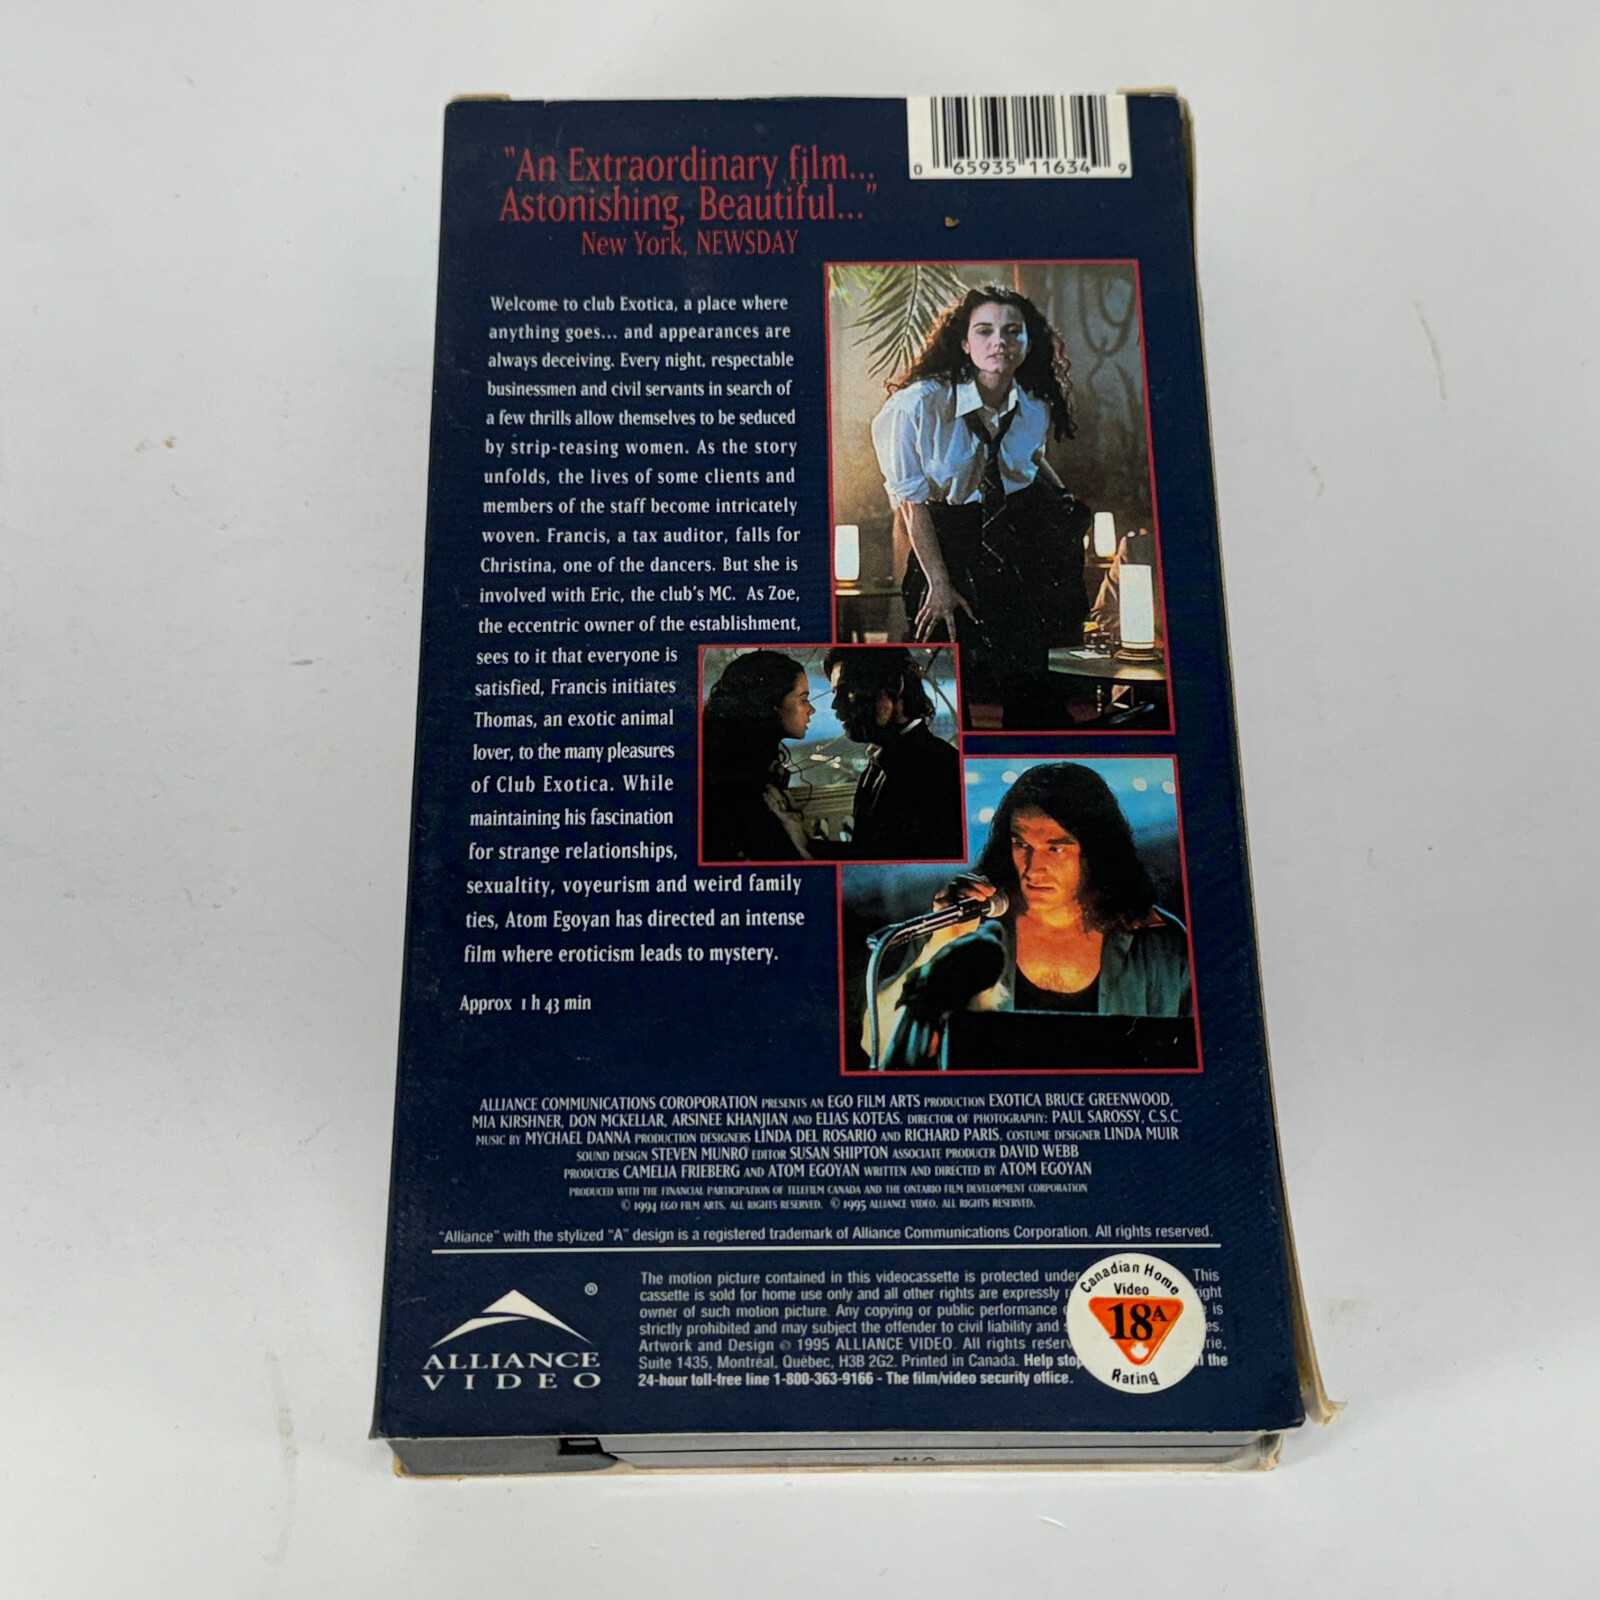 "An Extraordinary film...
Astonishing, Beautiful..."
New York, NEWSDAY
0 65935 11634 9
Welcome to club Exotica, a place where
anything goes... and appearances are
always deceiving. Every night, respectable
businessmen and civil servants in search of
a few thrills allow themselves to be seduced
by strip-teasing women. As the story
unfolds, the lives of some clients and
members of the staff become intricately
woven. Francis, a tax auditor, falls for
Christina, one of the dancers. But she is
involved with Eric, the club's MC. As Zoe,
the eccentric owner of the establishment,
sees to it that everyone is
satisfied, Francis initiates
Thomas, an exotic animal
lover, to the many pleasures
of Club Exotica. While
maintaining his fascination
for strange relationships,
sexualtity, voyeurism and weird family
ties, Atom Egoyan has directed an intense
film where eroticism leads to mystery.
Approx 1 h 43 min
ALLIANCE COMMUNICATIONS COROPORATION PRESENTS AN EGO FILM ARTS PRODUCTION EXOTICA BRUCE GREENWOOD,
MIA KIRSHNER, DON MCKELLAR, ARSINEE KHANJIAN AND ELIAS KOTEAS. DIRECTOR OF PHOTOGRAPHY: PAUL SAROSSY, C.S.C.
MUSIC BY MYCHAEL DANNA PRODUCTION DESIGNERS LINDA DEL ROSARIO AND RICHARD PARIS. COSTUME DESIGNER LINDA MUIR
SOUND DESIGN STEVEN MUNRO EDITOR SUSAN SHIPTON ASSOCIATE PRODUCER DAVID WEBB
PRODUCERS CAMELIA FRIEBERG AND ATOM EGOYAN WRITTEN AND DIRECTED BY ATOM EGOYAN
PRODUCED WITH THE FINANCIAL PARTICIPATION OF TELEFILM CANADA AND THE ONTARIO FILM DEVELOPMENT CORPORATION
© 1994 EGO FILM ARTS. ALL RIGHTS RESERVED. © 1995 ALLIANCE VIDEO. ALL RIGHTS RESERVED.
"Alliance" with the stylized "A" design is a registered trademark of Alliance Communications Corporation. All rights reserved.
®
ALLIANCE
VIDEO
The motion picture contained in this videocassette is protected under This
cassette is sold for home use only and all other rights are expressly
owner of such motion picture. Any copying or public performance is
strictly prohibited and may subject the offender to civil liability and
Artwork and Design © 1995 ALLIANCE VIDEO. All rights
Suite 1435, Montréal, Québec, H3B 2G2. Printed in Canada. Help stop the
24-hour toll-free line 1-800-363-9166 - The film/video security office.
Canadian Home
Video
18A
Rating